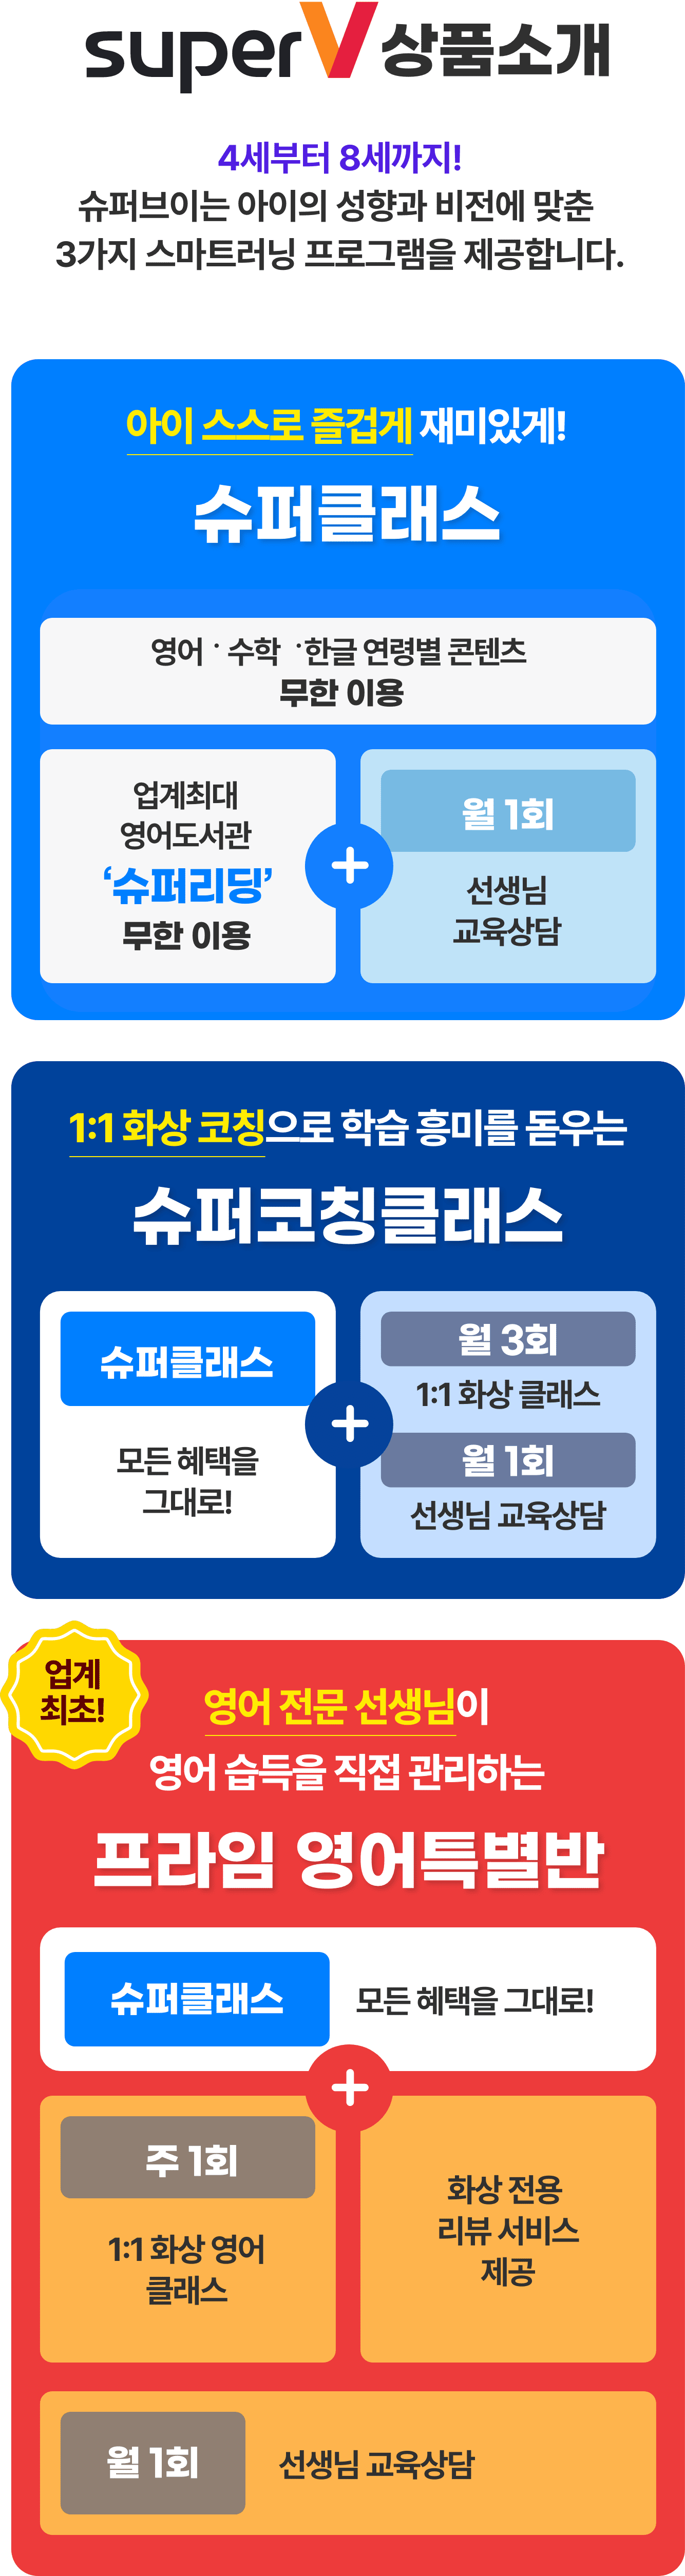 superV 상품소개
4세부터 8세까지!
슈퍼브이는 아이의 성향과 비전에 맞춘
3가지 스마트러닝 프로그램을 제공합니다.
아이 스스로 즐겁게 재미있게!
슈퍼클래스
영어 · 수학 ·한글 연령별 콘텐츠
무한 이용
업계최대
영어도서관
‘슈퍼리딩’
무한 이용
+
월 1회
선생님
교육상담
1:1 화상 코칭으로 학습 흥미를 돋우는
슈퍼코칭클래스
슈퍼클래스
모든 혜택을
그대로!
+
월 3회
1:1 화상 클래스
월 1회
선생님 교육상담
업계
최초!
영어 전문 선생님이
영어 습득을 직접 관리하는
프라임 영어특별반
슈퍼클래스 모든 혜택을 그대로!
+
주 1회
1:1 화상 영어
클래스
화상 전용
리뷰 서비스
제공
월 1회 선생님 교육상담